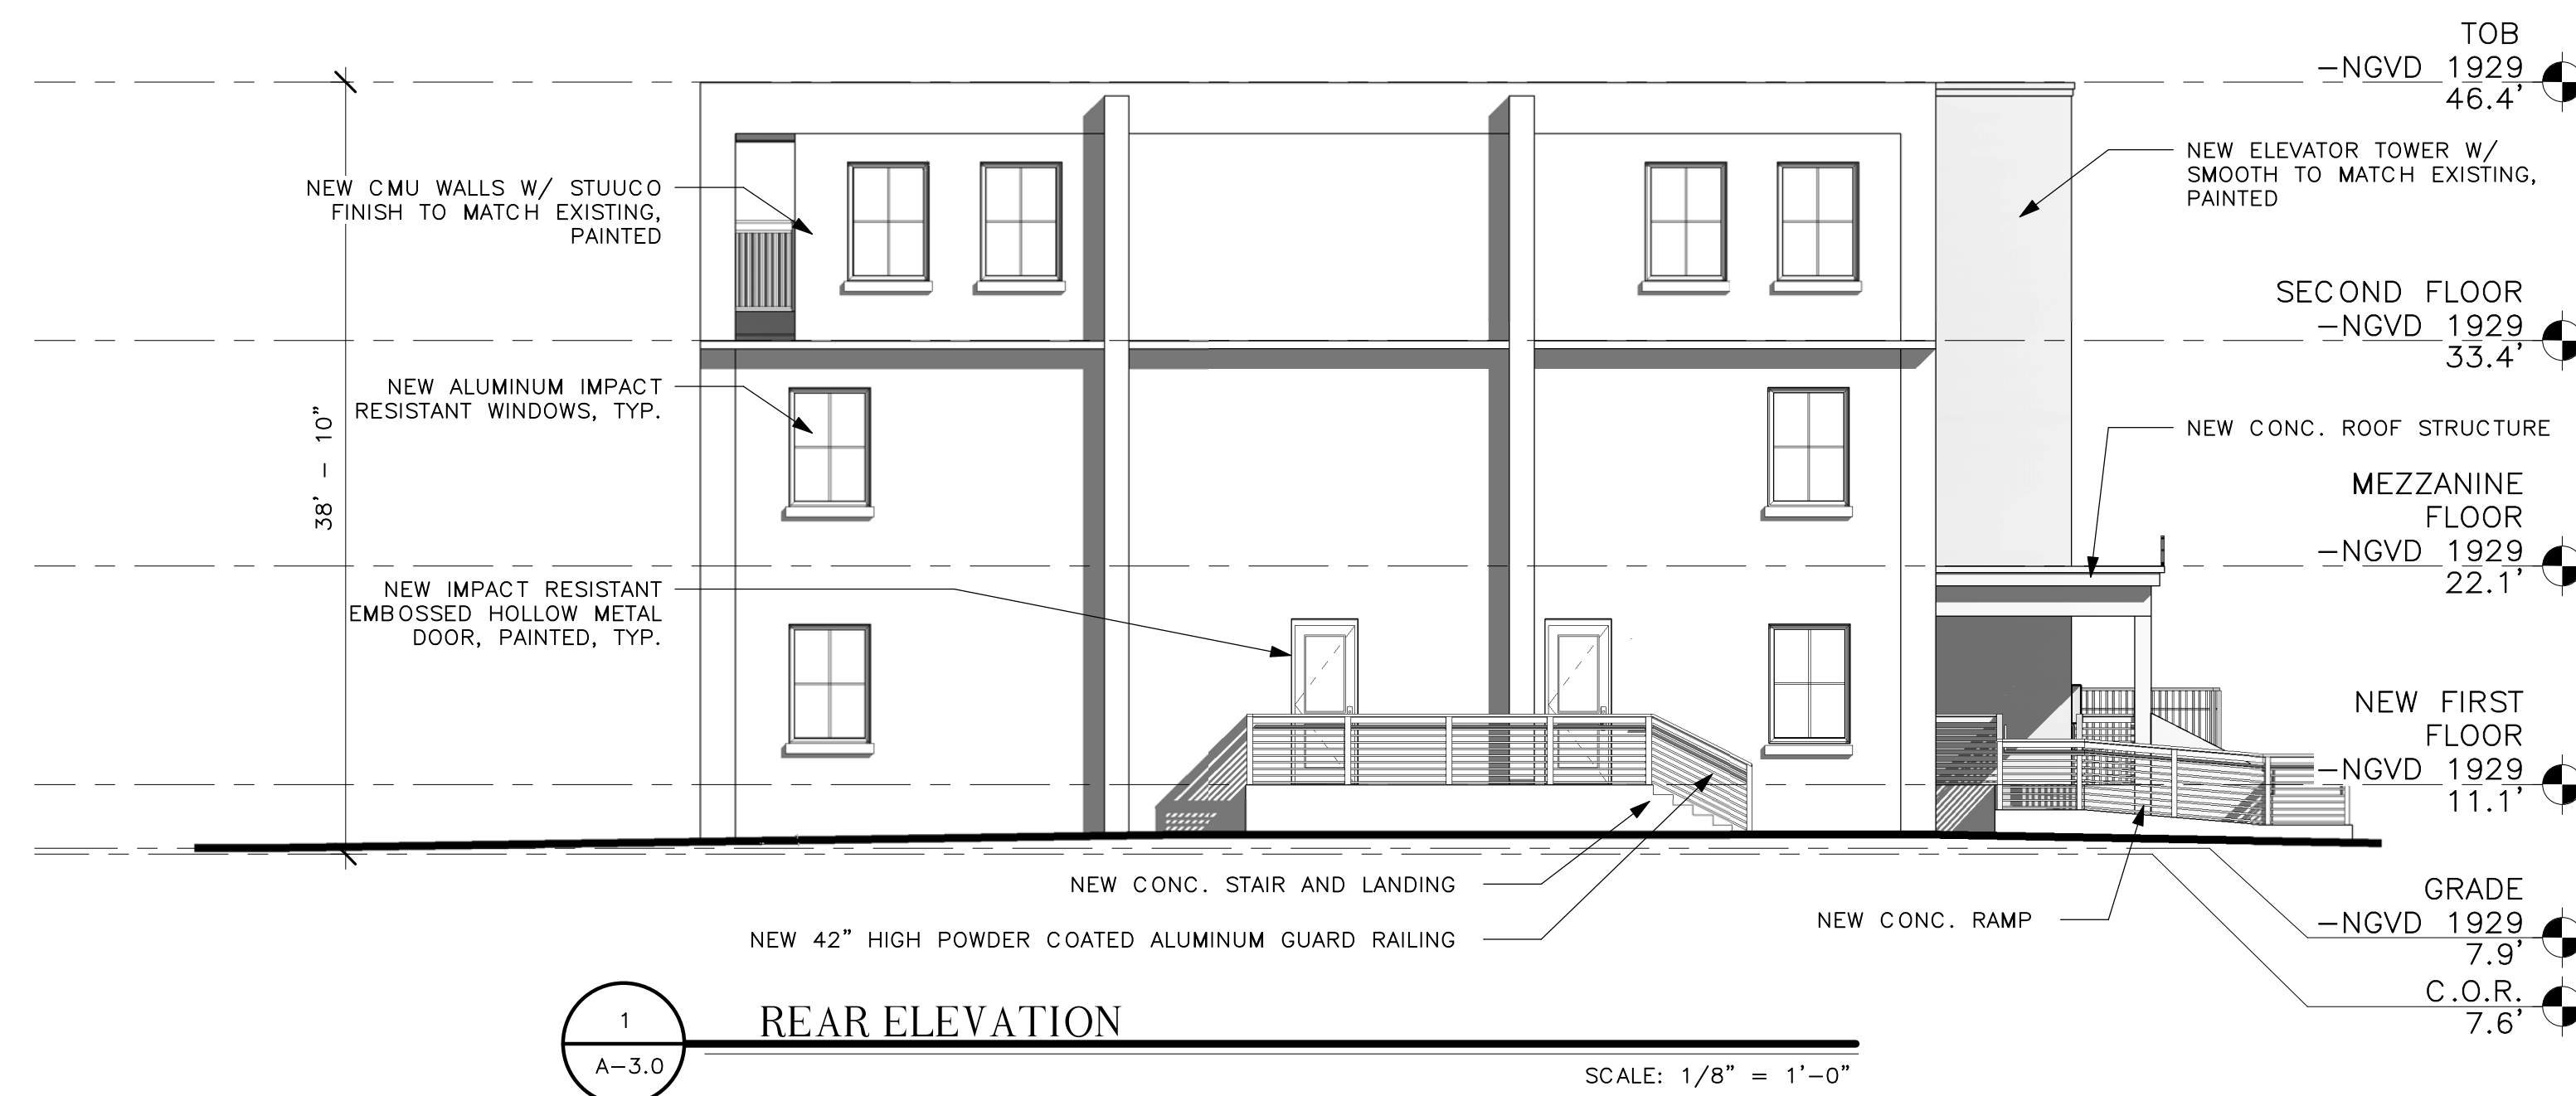 TOB
-NGVD 1929
46.4'
NEW ELEVATOR TOWER W/
SMOOTH TO MATCH EXISTING,
PAINTED
NEW CMU WALLS W/ STUUCO
FINISH TO MATCH EXISTING,
PAINTED
SECOND FLOOR
-NGVD 1929
33.4'
NEW ALUMINUM IMPACT
RESISTANT WINDOWS, TYP.
38' - 10"
NEW CONC. ROOF STRUCTURE
MEZZANINE
FLOOR
-NGVD 1929
22.1'
NEW IMPACT RESISTANT
EMBOSSED HOLLOW METAL
DOOR, PAINTED, TYP.
NEW FIRST
FLOOR
-NGVD 1929
11.1'
NEW CONC. STAIR AND LANDING
NEW 42" HIGH POWDER COATED ALUMINUM GUARD RAILING
NEW CONC. RAMP
GRADE
-NGVD 1929
7.9'
C.O.R.
7.6'
1
A-3.0
REAR ELEVATION
SCALE: 1/8" = 1'-0"